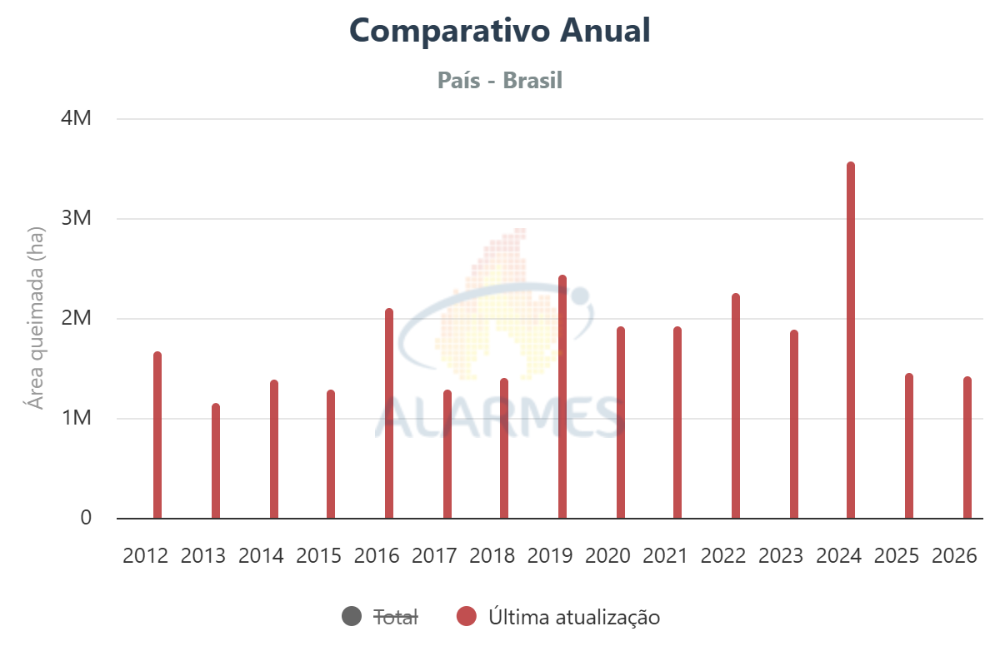 Comparativo Anual
País - Brasil
4M
3M
2M
1M
0
Área queimada (ha)
ALARMES
2012 2013 2014 2015 2016 2017 2018 2019 2020 2021 2022 2023 2024 2025 2026
Total Última atualização